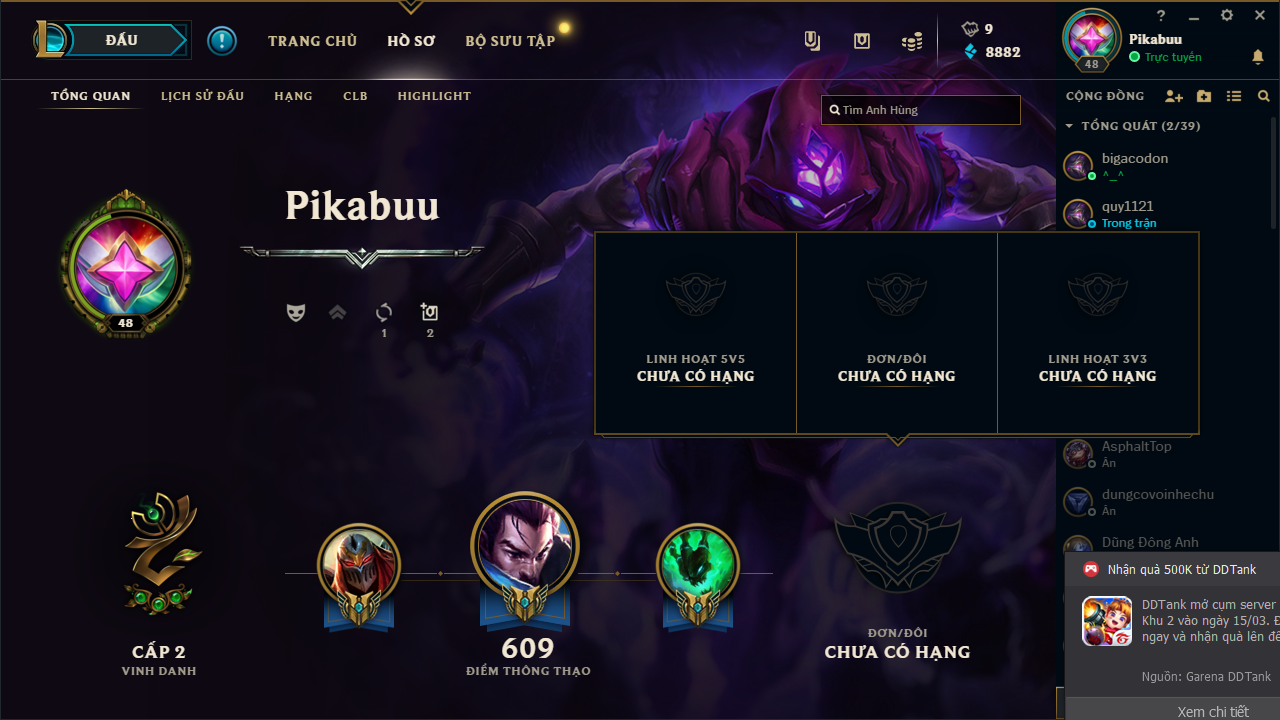 ĐẤU
TRANG CHỦ
HỒ SƠ
BỘ SƯU TẬP
9
8882
?
Pikabuu
Trực tuyến
48
TỔNG QUAN
LỊCH SỬ ĐẤU
HẠNG
CLB
HIGHLIGHT
Tìm Anh Hùng
CỘNG ĐỒNG
TỔNG QUÁT (2/39)
bigacodon
^_^
quy1121
Trong trận
Pikabuu
48
1
2
LINH HOẠT 5V5
CHƯA CÓ HẠNG
ĐƠN/ĐÔI
CHƯA CÓ HẠNG
LINH HOẠT 3V3
CHƯA CÓ HẠNG
AsphaltTop
Ẩn
dungcovoinhechu
Ẩn
Dũng Đông Anh
CẤP 2
VINH DANH
609
ĐIỂM THÔNG THẠO
ĐƠN/ĐÔI
CHƯA CÓ HẠNG
Nhận quà 500K từ DDTank
DDTank mở cụm server
Khu 2 vào ngày 15/03. Đ
ngay và nhận quà lên đế
Nguồn: Garena DDTank
Xem chi tiết